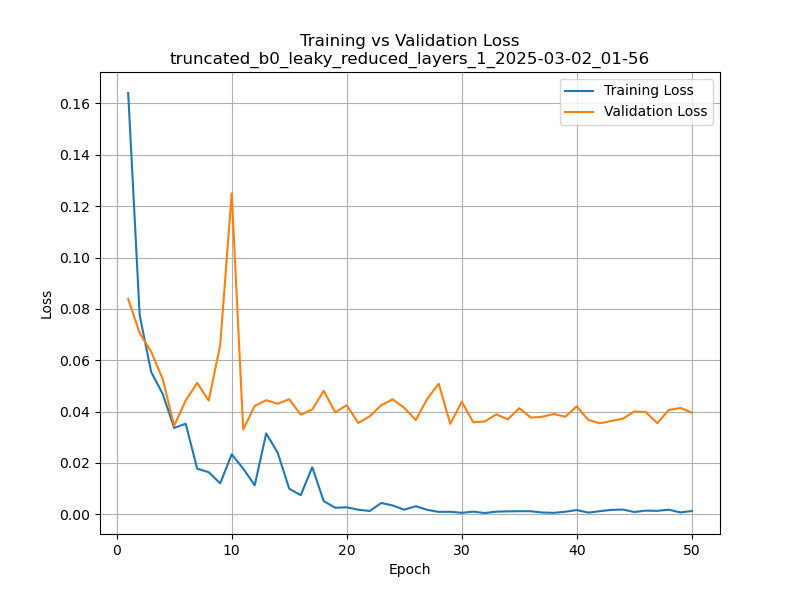 Training vs Validation Loss
truncated_b0_leaky_reduced_layers_1_2025-03-02_01-56
Training Loss
Validation Loss
0.16
0.14
0.12
0.10
0.08
0.06
0.04
0.02
0.00
Loss
0 10 20 30 40 50
Epoch